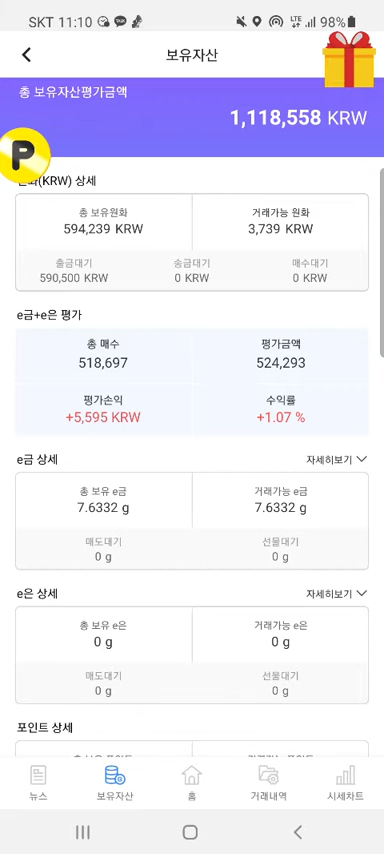 SKT 11:10 TALK LTE 98%
보유자산
총 보유자산평가금액
1,118,558 KRW
P
(KRW) 상세
총 보유원화 거래가능 원화
594,239 KRW 3,739 KRW
출금대기 송금대기 매수대기
590,500 KRW 0 KRW 0 KRW
e금+e은 평가
총 매수 평가금액
518,697 524,293
평가손익 수익률
+5,595 KRW +1.07 %
e금 상세 자세히보기
총 보유 e금 거래가능 e금
7.6332 g 7.6332 g
매도대기 선물대기
0 g 0 g
e은 상세 자세히보기
총 보유 e은 거래가능 e은
0 g 0 g
매도대기 선물대기
0 g 0 g
포인트 상세
뉴스 보유자산 홈 거래내역 시세차트